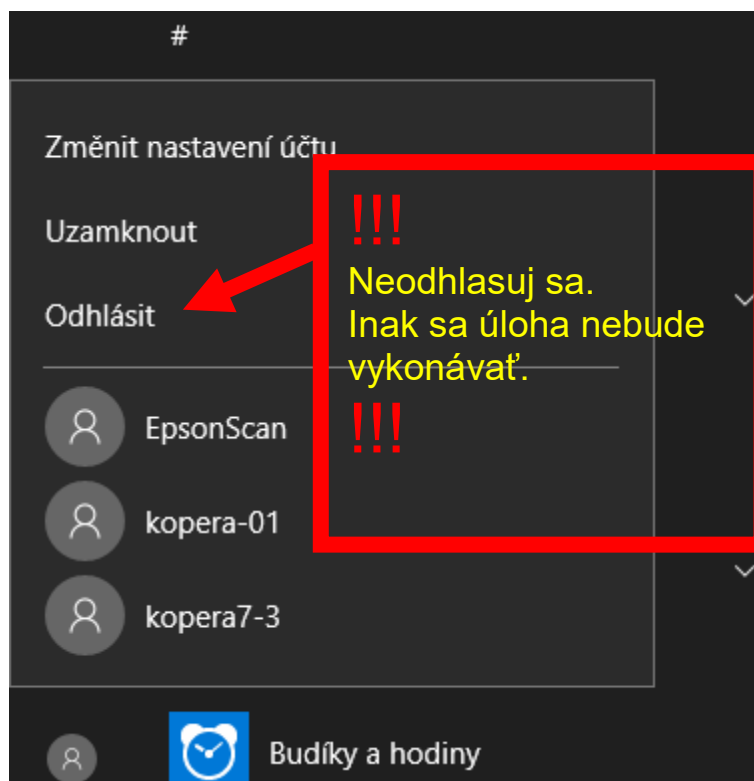 #
Změnit nastavení účtu
Uzamknout
Odhlásit
!!!
Neodhlasuj sa.
Inak sa úloha nebude
vykonávať.
!!!
EpsonScan
kopera-01
kopera7-3
Budíky a hodiny